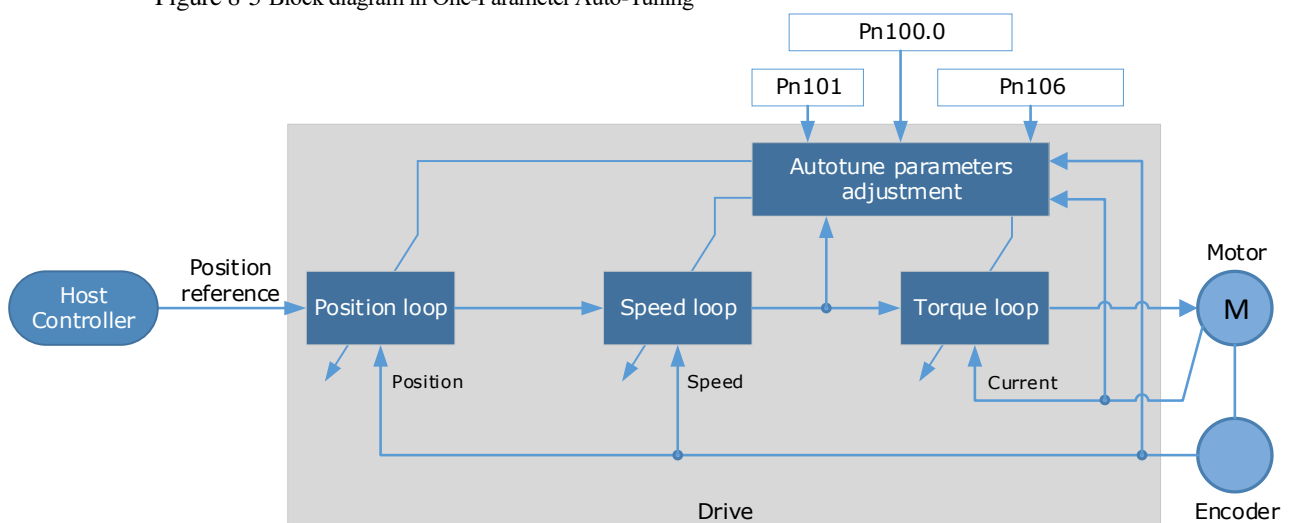 Figure 8-5 Block diagram in One-Parameter Auto-Tuning
Pn100.0
Pn101
Pn106
Autotune parameters
adjustment
Motor
Position
reference
Host
Controller
Position loop
Speed loop
Torque loop
M
Position
Speed
Current
Drive
Encoder